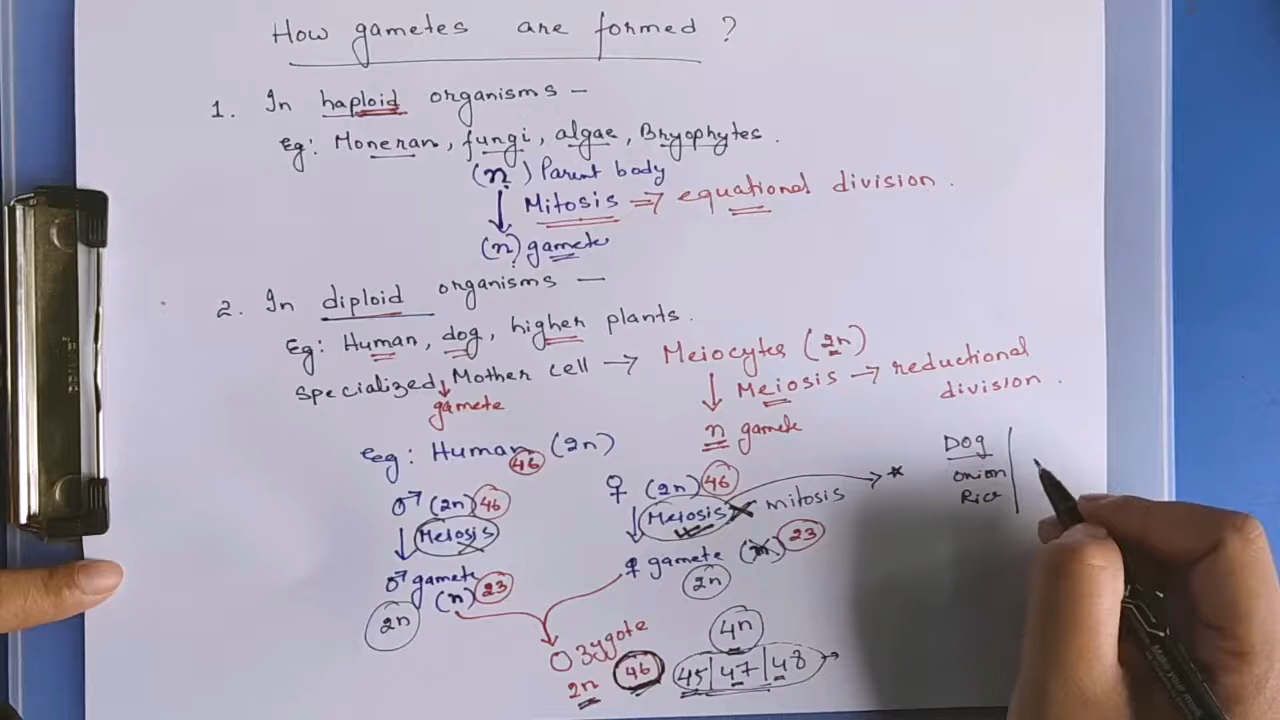 How gametes are formed ?
1. In haploid organisms –
Eg: Moneran, fungi, algae, Bryophytes.
(n) Parent body
Mitosis ⇒ equational division.
(n) gamete
2. In diploid organisms –
Eg: Human, dog, higher plants.
specialized Mother cell → Meiocytes (2n)
gamete
Meiosis → reductional
division.
n gamete
Eeg: Human (2n)
46
♂ (2n) 46
Meiosis
♂ gamete
(n) 23
2n
♀ (2n) 46
Meiosis mitosis *
♀ gamete (n) 23
2n
zygote
2n 46
4n
45|47|48 →
Dog
onion
Rice